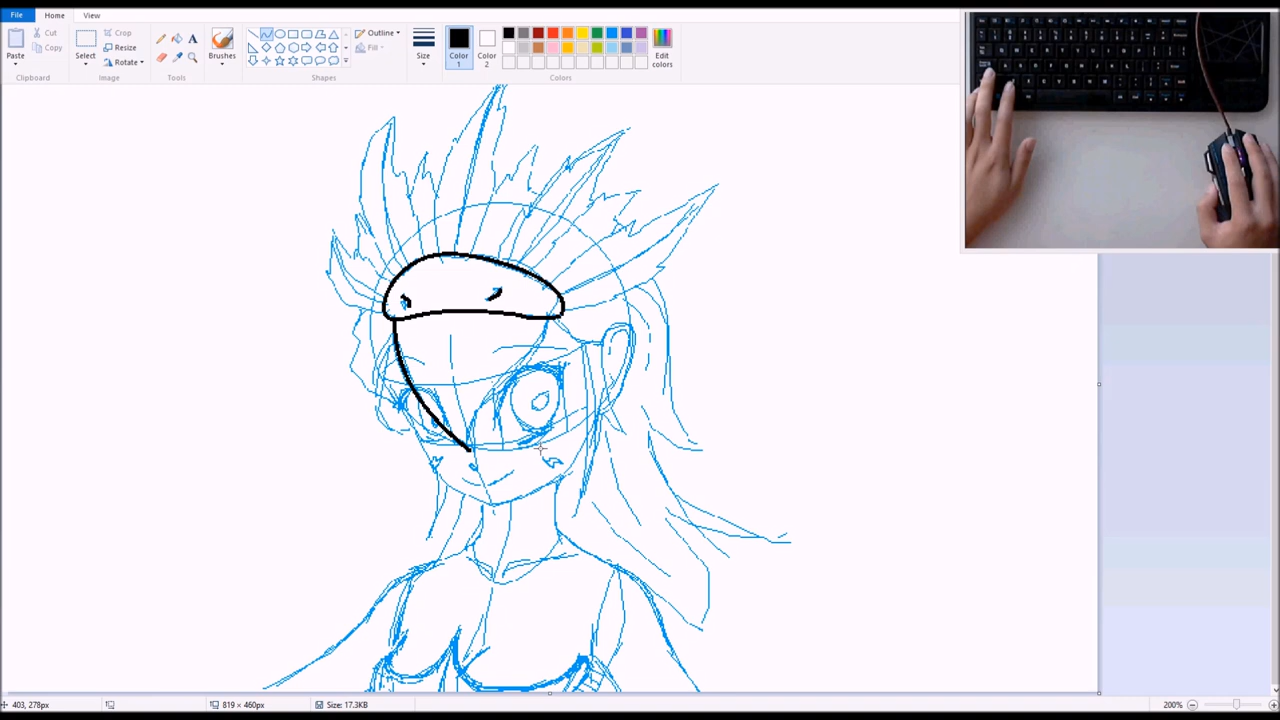 File
Home
View
Paste
Cut
Copy
Clipboard
Select
Crop
Resize
Rotate
Image
Tools
Brushes
Shapes
Outline
Fill
Size
Color
1
Color
2
Edit
colors
Colors
403, 278px
819 × 460px
Size: 17.3KB
200%